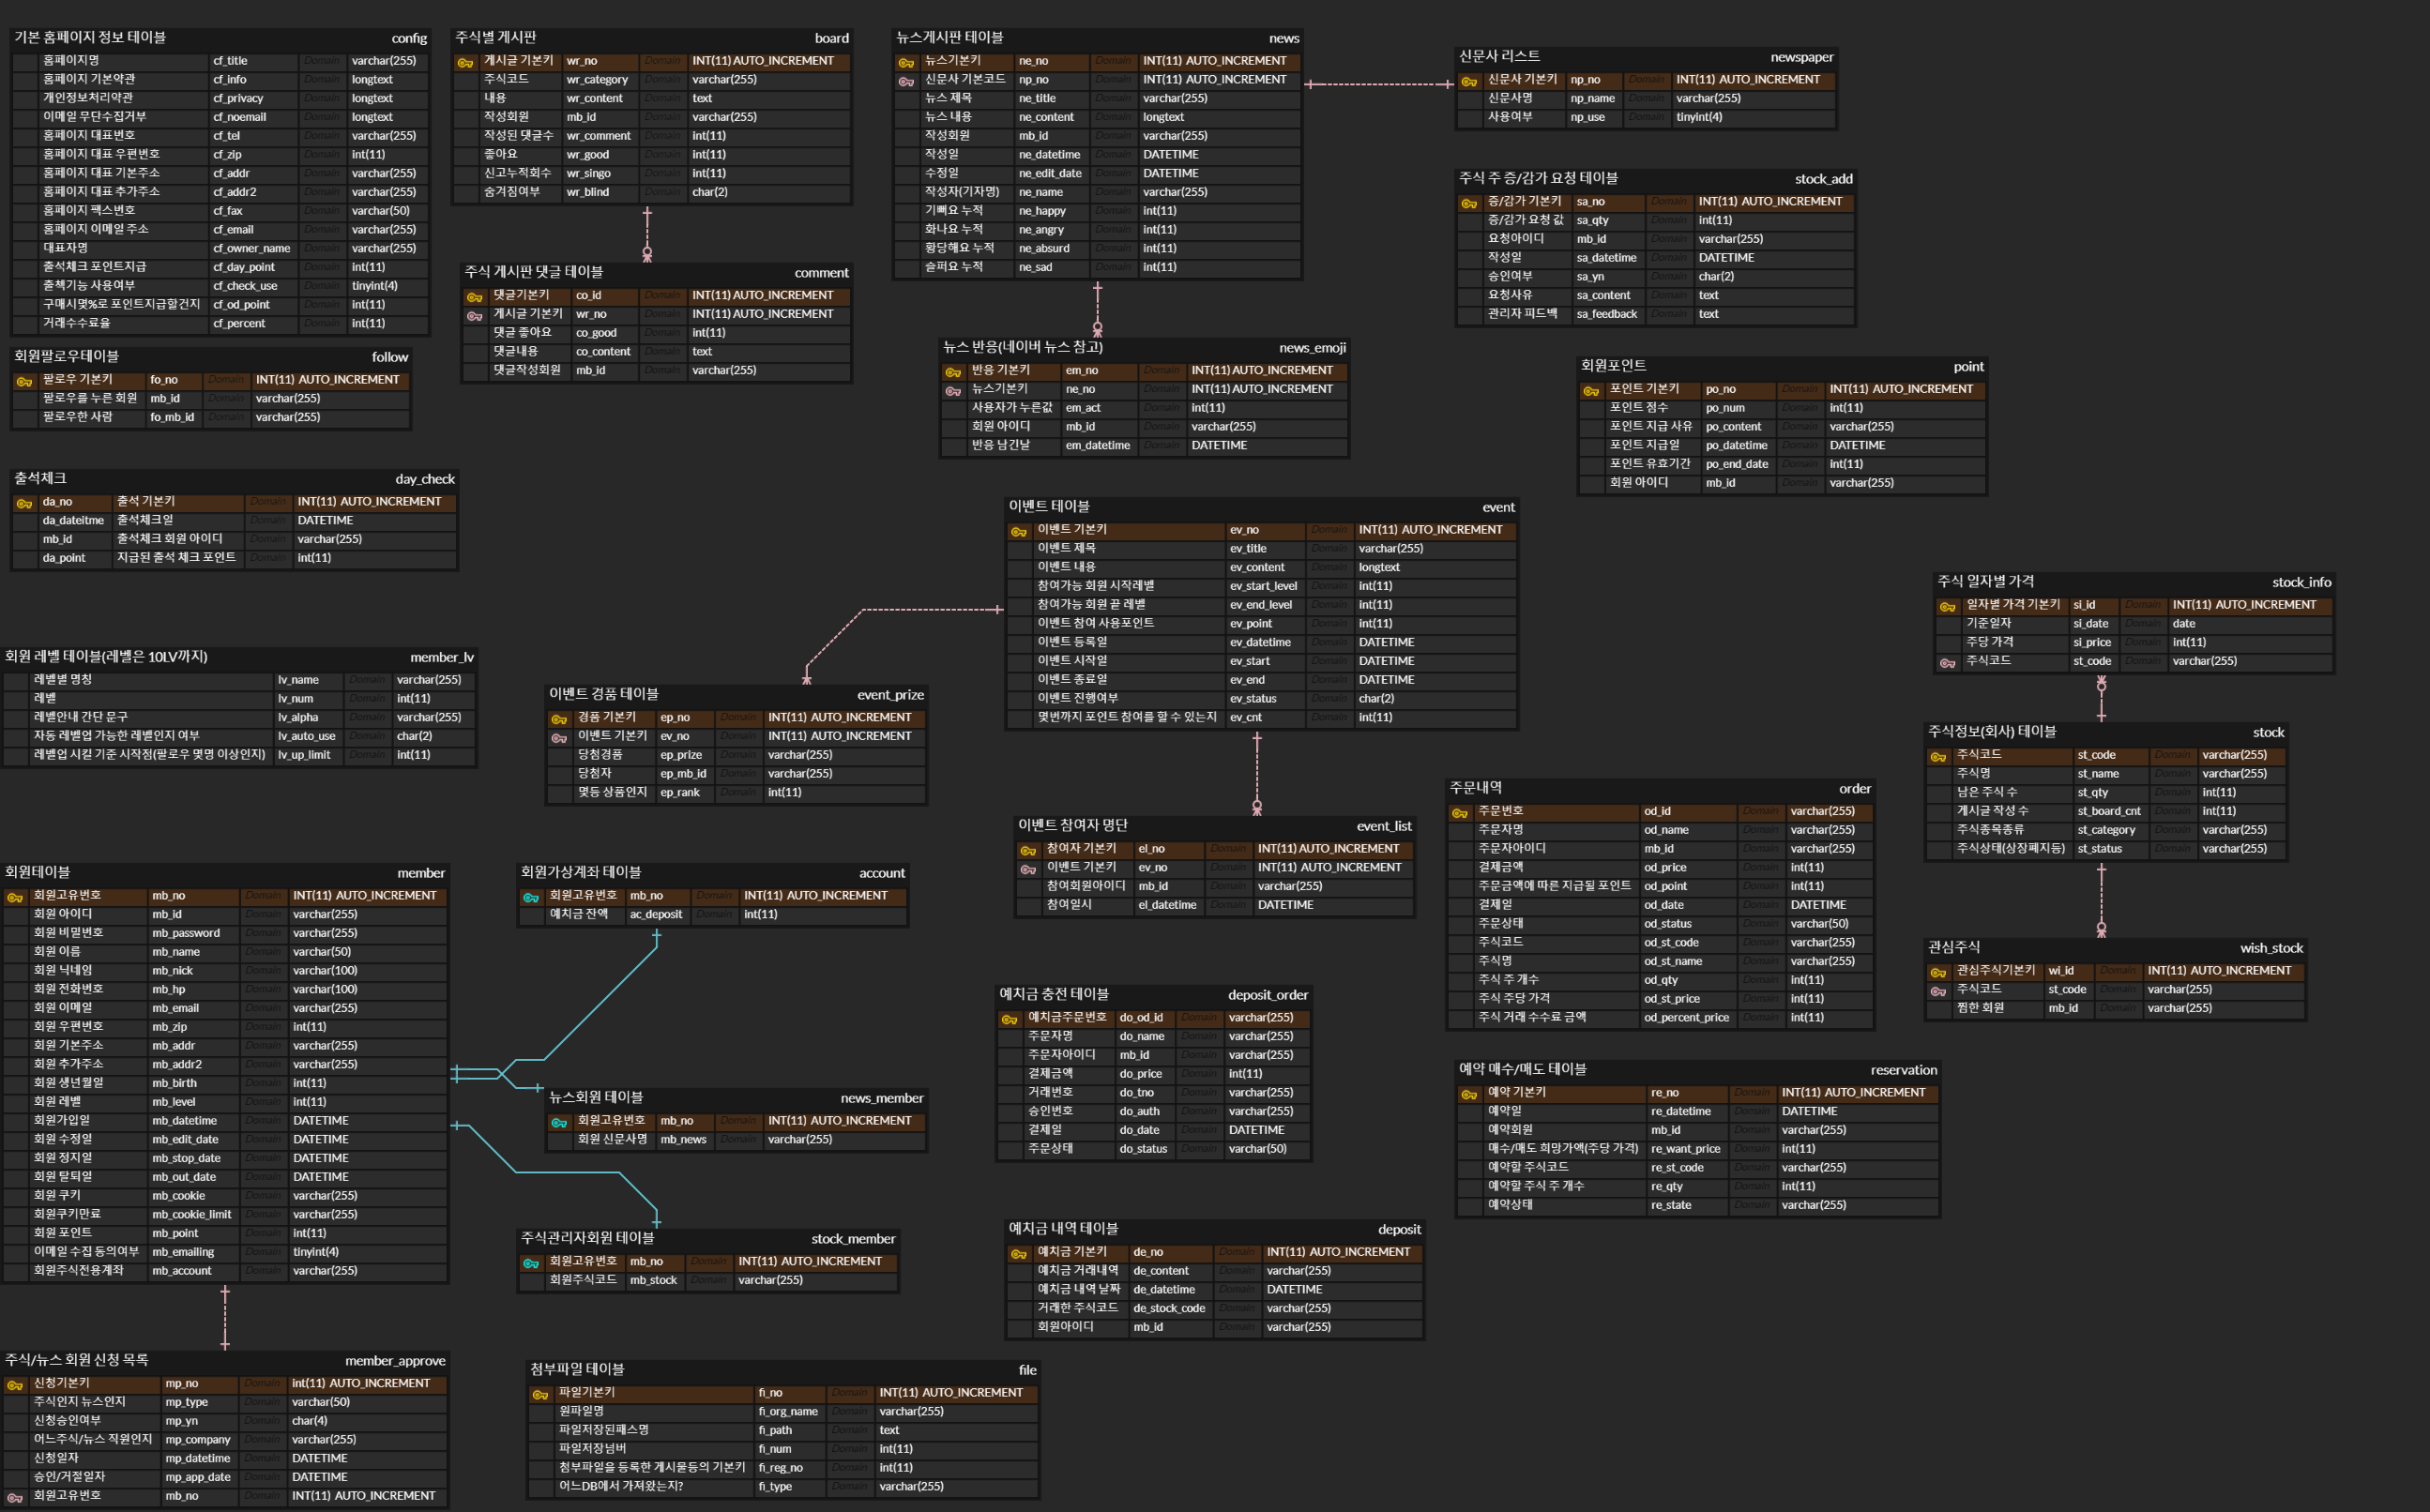 기본 홈페이지 정보 테이블 config
홈페이지명 cf_title Domain varchar(255)
홈페이지 기본약관 cf_info Domain longtext
개인정보처리약관 cf_privacy Domain longtext
이메일 무단수집거부 cf_noemail Domain longtext
홈페이지 대표번호 cf_tel Domain varchar(255)
홈페이지 대표 우편번호 cf_zip Domain int(11)
홈페이지 대표 기본주소 cf_addr Domain varchar(255)
홈페이지 대표 추가주소 cf_addr2 Domain varchar(255)
홈페이지 팩스번호 cf_fax Domain varchar(50)
홈페이지 이메일 주소 cf_email Domain varchar(255)
대표자명 cf_owner_name Domain varchar(255)
출석체크 포인트지급 cf_day_point Domain int(11)
출책기능 사용여부 cf_check_use Domain tinyint(4)
구매시몇%로 포인트지급할건지 cf_od_point Domain int(11)
거래수수료율 cf_percent Domain int(11)
회원팔로우테이블 follow
팔로우 기본키 fo_no Domain INT(11) AUTO_INCREMENT
팔로우를 누른 회원 mb_id Domain varchar(255)
팔로우한 사람 fo_mb_id Domain varchar(255)
출석체크 day_check
da_no 출석 기본키 Domain INT(11) AUTO_INCREMENT
da_dateitme 출석체크일 Domain DATETIME
mb_id 출석체크 회원 아이디 Domain varchar(255)
da_point 지급된 출석 체크 포인트 Domain int(11)
회원 레벨 테이블(레벨은 10LV까지) member_lv
레벨별 명칭 lv_name Domain varchar(255)
레벨 lv_num Domain int(11)
레벨안내 간단 문구 lv_alpha Domain varchar(255)
자동 레벨업 가능한 레벨인지 여부 lv_auto_use Domain char(2)
레벨업 시킬 기준 시작점(팔로우 몇명 이상인지) lv_up_limit Domain int(11)
회원테이블 member
회원고유번호 mb_no Domain INT(11) AUTO_INCREMENT
회원 아이디 mb_id Domain varchar(255)
회원 비밀번호 mb_password Domain varchar(255)
회원 이름 mb_name Domain varchar(50)
회원 닉네임 mb_nick Domain varchar(100)
회원 전화번호 mb_hp Domain varchar(100)
회원 이메일 mb_email Domain varchar(255)
회원 우편번호 mb_zip Domain int(11)
회원 기본주소 mb_addr Domain varchar(255)
회원 추가주소 mb_addr2 Domain varchar(255)
회원 생년월일 mb_birth Domain int(11)
회원 레벨 mb_level Domain int(11)
회원가입일 mb_datetime Domain DATETIME
회원 수정일 mb_edit_date Domain DATETIME
회원 정지일 mb_stop_date Domain DATETIME
회원 탈퇴일 mb_out_date Domain DATETIME
회원 쿠키 mb_cookie Domain varchar(255)
회원쿠키만료 mb_cookie_limit Domain varchar(255)
회원 포인트 mb_point Domain int(11)
이메일 수집 동의여부 mb_emailing Domain tinyint(4)
회원주식전용계좌 mb_account Domain varchar(255)
주식/뉴스 회원 신청 목록 member_approve
신청기본키 mp_no Domain int(11) AUTO_INCREMENT
주식인지 뉴스인지 mp_type Domain varchar(50)
신청승인여부 mp_yn Domain char(4)
어느주식/뉴스 직원인지 mp_company Domain varchar(255)
신청일자 mp_datetime Domain DATETIME
승인/거절일자 mp_app_date Domain DATETIME
회원고유번호 mb_no Domain INT(11) AUTO_INCREMENT
주식별 게시판 board
게시글 기본키 wr_no Domain INT(11) AUTO_INCREMENT
주식코드 wr_category Domain varchar(255)
내용 wr_content Domain text
작성회원 mb_id Domain varchar(255)
작성된 댓글수 wr_comment Domain int(11)
좋아요 wr_good Domain int(11)
신고누적회수 wr_singo Domain int(11)
숨겨짐여부 wr_blind Domain char(2)
주식 게시판 댓글 테이블 comment
댓글기본키 co_id Domain INT(11) AUTO_INCREMENT
게시글 기본키 wr_no Domain INT(11) AUTO_INCREMENT
댓글 좋아요 co_good Domain int(11)
댓글내용 co_content Domain text
댓글작성회원 mb_id Domain varchar(255)
뉴스게시판 테이블 news
뉴스기본키 ne_no Domain INT(11) AUTO_INCREMENT
신문사 기본코드 np_no Domain INT(11) AUTO_INCREMENT
뉴스 제목 ne_title Domain varchar(255)
뉴스 내용 ne_content Domain longtext
작성회원 mb_id Domain varchar(255)
작성일 ne_datetime Domain DATETIME
수정일 ne_edit_date Domain DATETIME
작성자(기자명) ne_name Domain varchar(255)
기뻐요 누적 ne_happy Domain int(11)
화나요 누적 ne_angry Domain int(11)
황당해요 누적 ne_absurd Domain int(11)
슬퍼요 누적 ne_sad Domain int(11)
뉴스 반응(네이버 뉴스 참고) news_emoji
반응 기본키 em_no Domain INT(11) AUTO_INCREMENT
뉴스기본키 ne_no Domain INT(11) AUTO_INCREMENT
사용자가 누른값 em_act Domain int(11)
회원 아이디 mb_id Domain varchar(255)
반응 남긴날 em_datetime Domain DATETIME
신문사 리스트 newspaper
신문사 기본키 np_no Domain INT(11) AUTO_INCREMENT
신문사명 np_name Domain varchar(255)
사용여부 np_use Domain tinyint(4)
주식 주 증/감가 요청 테이블 stock_add
증/감가 기본키 sa_no Domain INT(11) AUTO_INCREMENT
증/감가 요청 값 sa_qty Domain int(11)
요청아이디 mb_id Domain varchar(255)
작성일 sa_datetime Domain DATETIME
승인여부 sa_yn Domain char(2)
요청사유 sa_content Domain text
관리자 피드백 sa_feedback Domain text
회원포인트 point
포인트 기본키 po_no Domain INT(11) AUTO_INCREMENT
포인트 점수 po_num Domain int(11)
포인트 지급 사유 po_content Domain varchar(255)
포인트 지급일 po_datetime Domain DATETIME
포인트 유효기간 po_end_date Domain int(11)
회원 아이디 mb_id Domain varchar(255)
이벤트 테이블 event
이벤트 기본키 ev_no Domain INT(11) AUTO_INCREMENT
이벤트 제목 ev_title Domain varchar(255)
이벤트 내용 ev_content Domain longtext
참여가능 회원 시작레벨 ev_start_level Domain int(11)
참여가능 회원 끝 레벨 ev_end_level Domain int(11)
이벤트 참여 사용포인트 ev_point Domain int(11)
이벤트 등록일 ev_datetime Domain DATETIME
이벤트 시작일 ev_start Domain DATETIME
이벤트 종료일 ev_end Domain DATETIME
이벤트 진행여부 ev_status Domain char(2)
몇번까지 포인트 참여를 할 수 있는지 ev_cnt Domain int(11)
이벤트 경품 테이블 event_prize
경품 기본키 ep_no Domain INT(11) AUTO_INCREMENT
이벤트 기본키 ev_no Domain INT(11) AUTO_INCREMENT
당첨경품 ep_prize Domain varchar(255)
당첨자 ep_mb_id Domain varchar(255)
몇등 상품인지 ep_rank Domain int(11)
이벤트 참여자 명단 event_list
참여자 기본키 el_no Domain INT(11) AUTO_INCREMENT
이벤트 기본키 ev_no Domain INT(11) AUTO_INCREMENT
참여회원아이디 mb_id Domain varchar(255)
참여일시 el_datetime Domain DATETIME
회원가상계좌 테이블 account
회원고유번호 mb_no Domain INT(11) AUTO_INCREMENT
예치금 잔액 ac_deposit Domain int(11)
뉴스회원 테이블 news_member
회원고유번호 mb_no Domain INT(11) AUTO_INCREMENT
회원 신문사명 mb_news Domain varchar(255)
주식관리자회원 테이블 stock_member
회원고유번호 mb_no Domain INT(11) AUTO_INCREMENT
회원주식코드 mb_stock Domain varchar(255)
첨부파일 테이블 file
파일기본키 fi_no Domain INT(11) AUTO_INCREMENT
원파일명 fi_org_name Domain varchar(255)
파일저장된패스명 fi_path Domain text
파일저장넘버 fi_num Domain int(11)
첨부파일을 등록한 게시물등의 기본키 fi_reg_no Domain int(11)
어느DB에서 가져왔는지? fi_type Domain varchar(255)
예치금 충전 테이블 deposit_order
예치금주문번호 do_od_id Domain varchar(255)
주문자명 do_name Domain varchar(255)
주문자아이디 mb_id Domain varchar(255)
결제금액 do_price Domain int(11)
거래번호 do_tno Domain varchar(255)
승인번호 do_auth Domain varchar(255)
결제일 do_date Domain DATETIME
주문상태 do_status Domain varchar(50)
예치금 내역 테이블 deposit
예치금 기본키 de_no Domain INT(11) AUTO_INCREMENT
예치금 거래내역 de_content Domain varchar(255)
예치금 내역 날짜 de_datetime Domain DATETIME
거래한 주식코드 de_stock_code Domain varchar(255)
회원아이디 mb_id Domain varchar(255)
주문내역 order
주문번호 od_id Domain varchar(255)
주문자명 od_name Domain varchar(255)
주문자아이디 mb_id Domain varchar(255)
결제금액 od_price Domain int(11)
주문금액에 따른 지급될 포인트 od_point Domain int(11)
결제일 od_date Domain DATETIME
주문상태 od_status Domain varchar(50)
주식코드 od_st_code Domain varchar(255)
주식명 od_st_name Domain varchar(255)
주식 주 개수 od_qty Domain int(11)
주식 주당 가격 od_st_price Domain int(11)
주식 거래 수수료 금액 od_percent_price Domain int(11)
예약 매수/매도 테이블 reservation
예약 기본키 re_no Domain INT(11) AUTO_INCREMENT
예약일 re_datetime Domain DATETIME
예약회원 mb_id Domain varchar(255)
매수/매도 희망가액(주당 가격) re_want_price Domain int(11)
예약할 주식코드 re_st_code Domain varchar(255)
예약할 주식 주 개수 re_qty Domain int(11)
예약상태 re_state Domain varchar(255)
주식 일자별 가격 stock_info
일자별 가격 기본키 si_id Domain INT(11) AUTO_INCREMENT
기준일자 si_date Domain date
주당 가격 si_price Domain int(11)
주식코드 st_code Domain varchar(255)
주식정보(회사) 테이블 stock
주식코드 st_code Domain varchar(255)
주식명 st_name Domain varchar(255)
남은 주식 수 st_qty Domain int(11)
게시글 작성 수 st_board_cnt Domain int(11)
주식종목종류 st_category Domain varchar(255)
주식상태(상장폐지등) st_status Domain varchar(255)
관심주식 wish_stock
관심주식기본키 wi_id Domain INT(11) AUTO_INCREMENT
주식코드 st_code Domain varchar(255)
찜한 회원 mb_id Domain varchar(255)